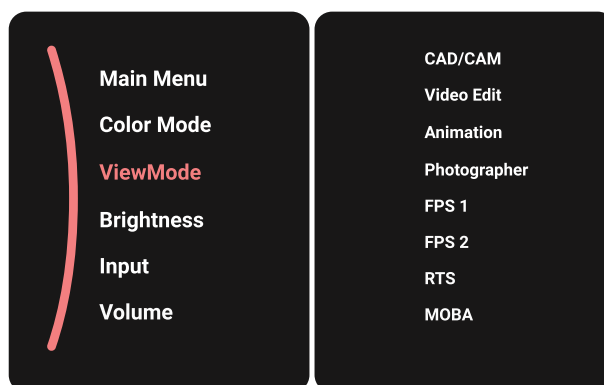 Main Menu
Color Mode
ViewMode
Brightness
Input
Volume
CAD/CAM
Video Edit
Animation
Photographer
FPS 1
FPS 2
RTS
MOBA